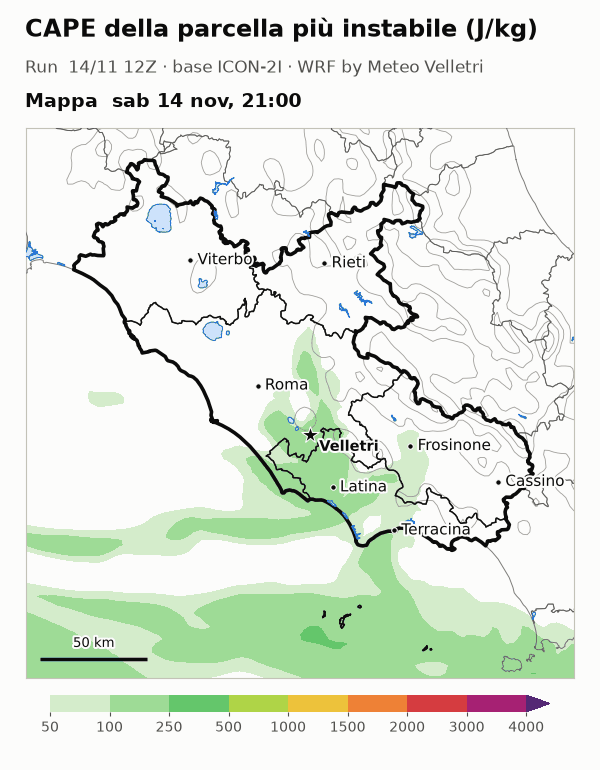 CAPE della parcella più instabile (J/kg)
Run  14/11 12Z · base ICON-2I · WRF by Meteo Velletri
Mappa  sab 14 nov, 21:00
Viterbo
Rieti
Roma
Velletri
Frosinone
Latina
Cassino
Terracina
50 km
50 100 250 500 1000 1500 2000 3000 4000